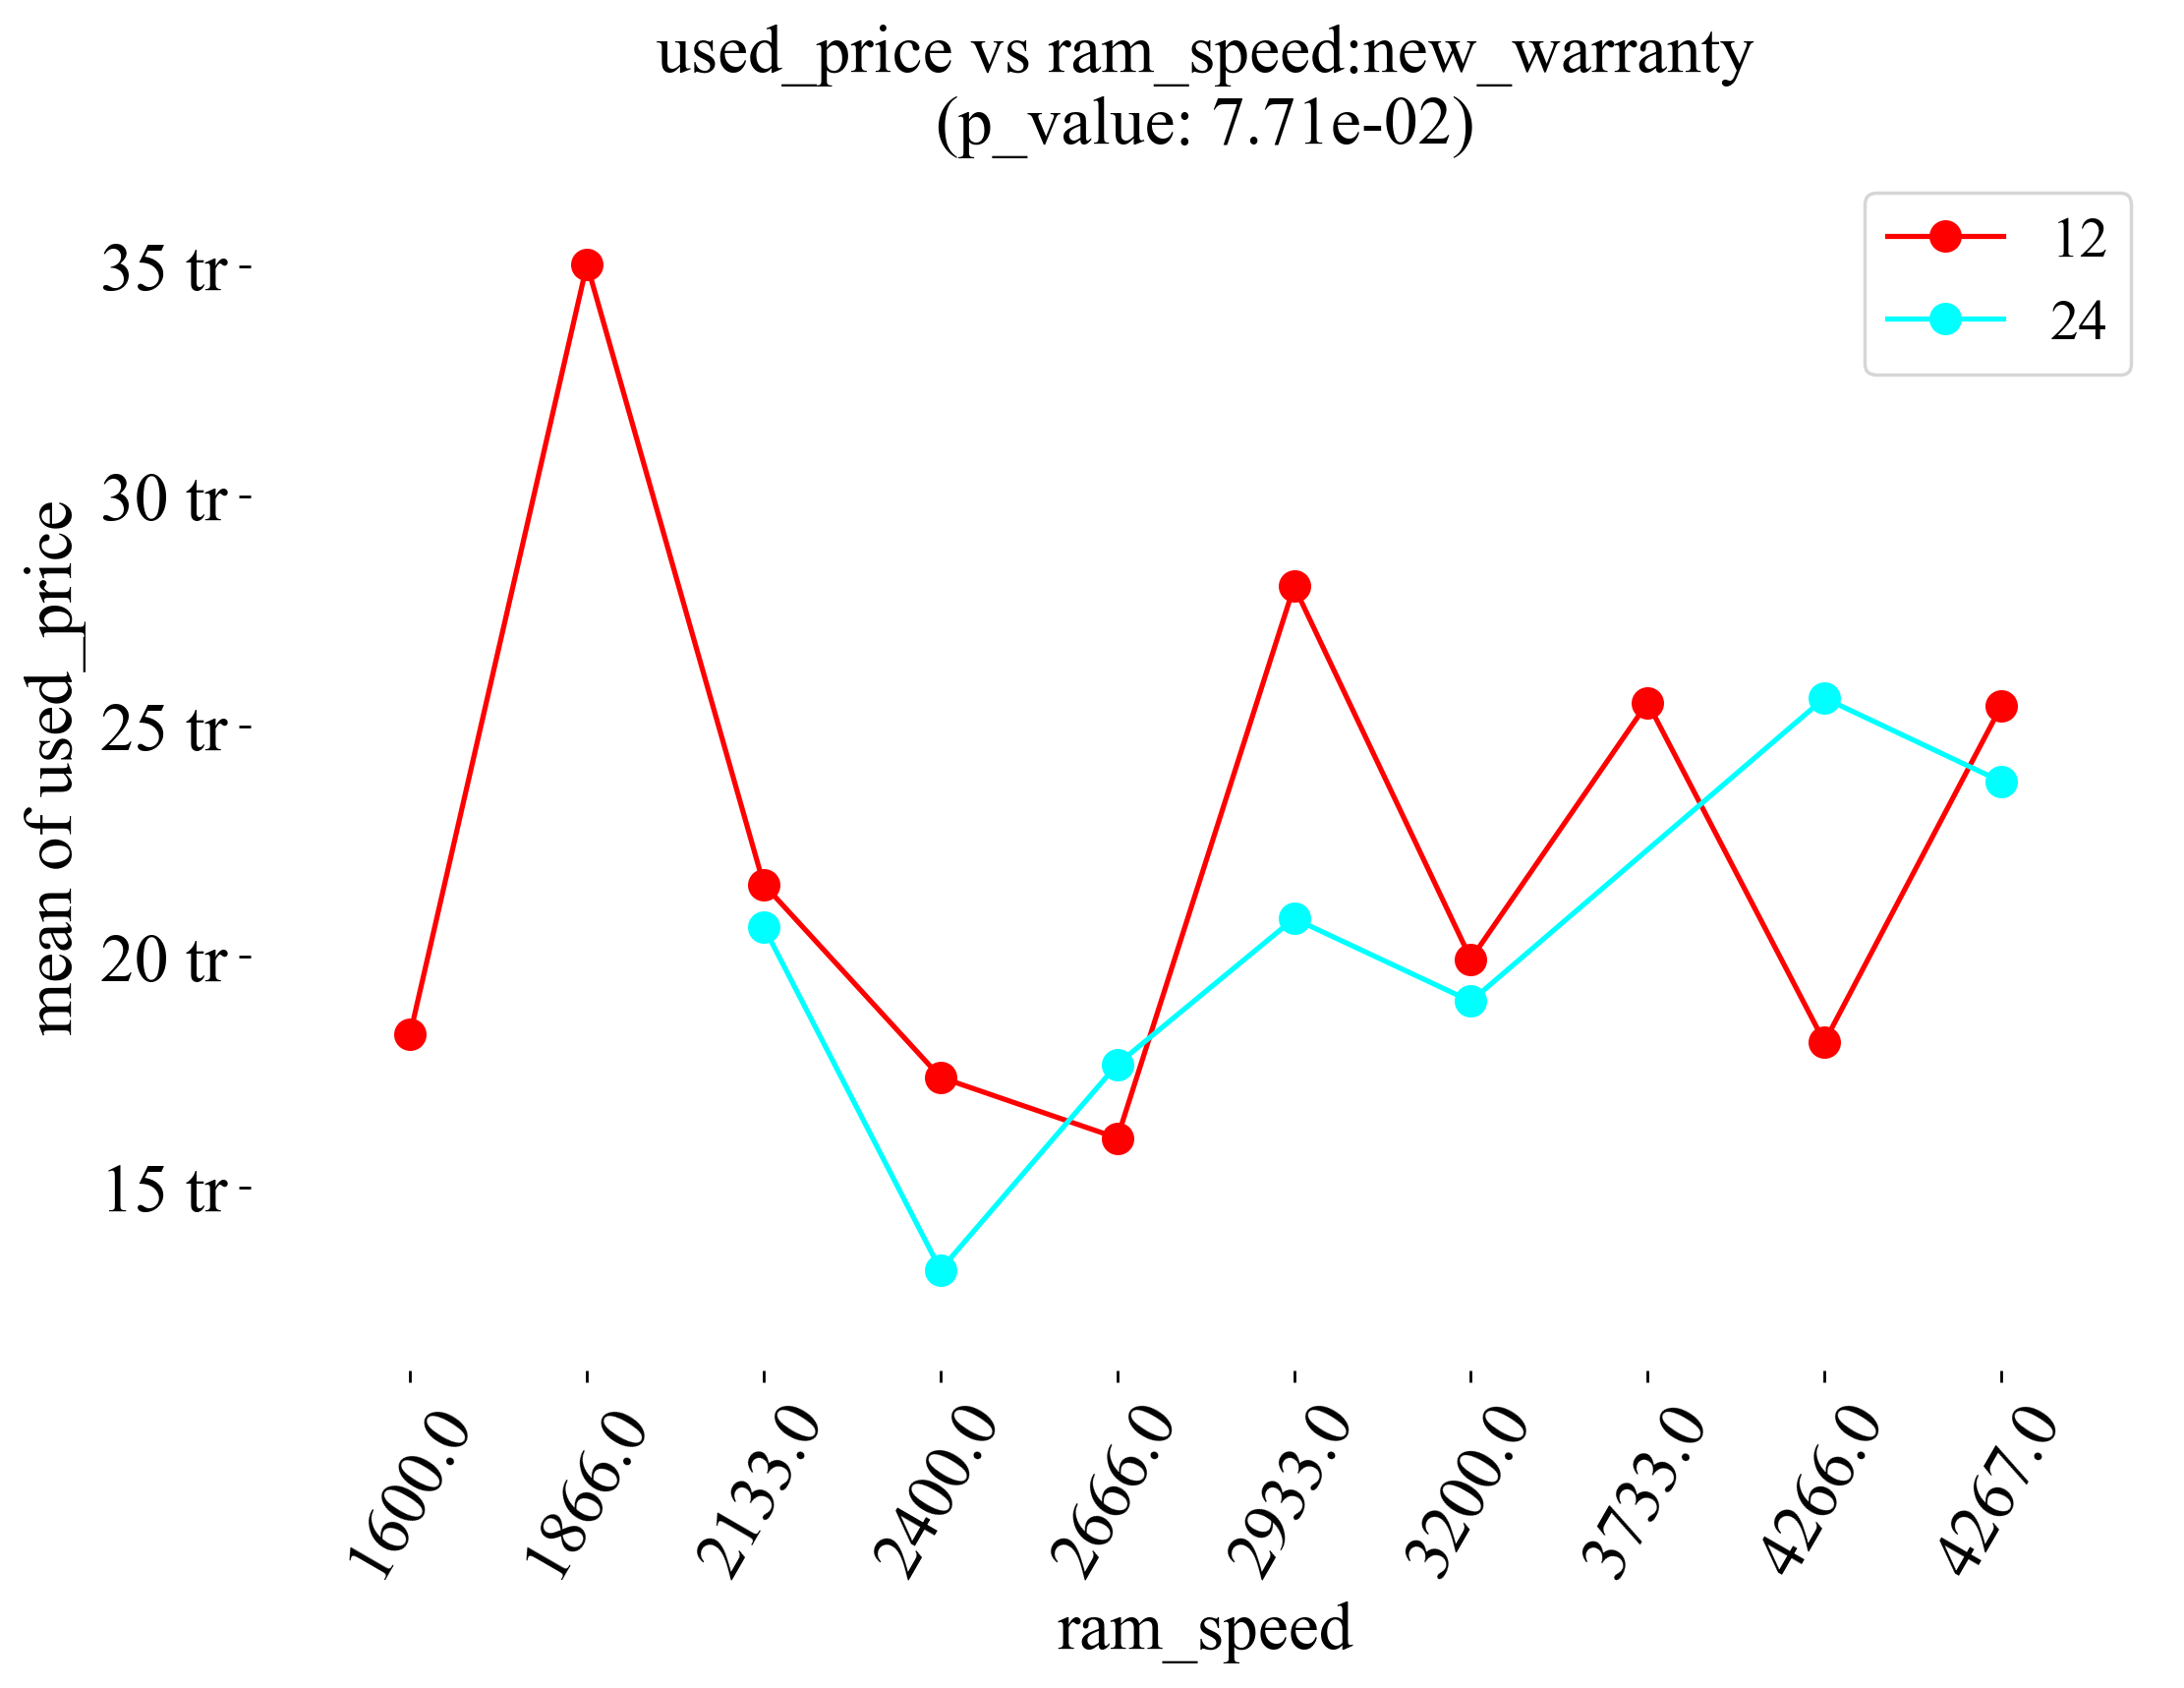 used_price vs ram_speed:new_warranty
(p_value: 7.71e-02)
12
24
35 tr
30 tr
25 tr
20 tr
15 tr
mean of used_price
1600.0
1866.0
2133.0
2400.0
2666.0
2933.0
3200.0
3733.0
4266.0
4267.0
ram_speed